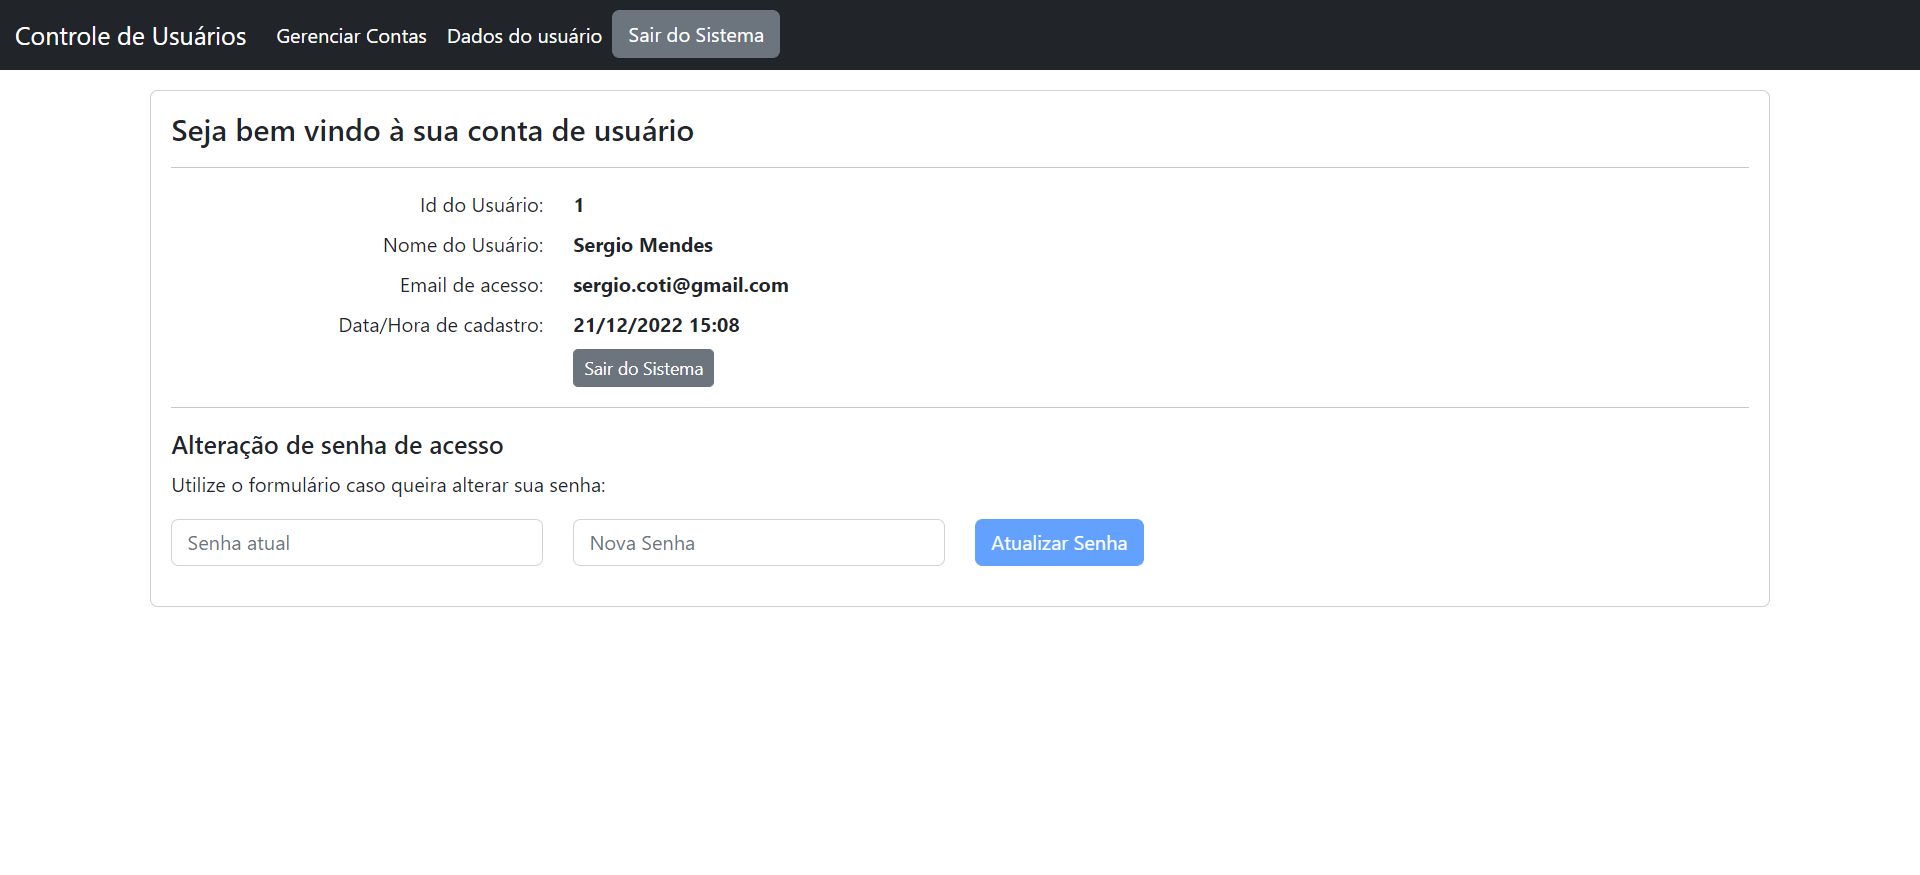 Controle de Usuários Gerenciar Contas Dados do usuário Sair do Sistema
Seja bem vindo à sua conta de usuário
Id do Usuário: 1
Nome do Usuário: Sergio Mendes
Email de acesso: sergio.coti@gmail.com
Data/Hora de cadastro: 21/12/2022 15:08
Sair do Sistema
Alteração de senha de acesso
Utilize o formulário caso queira alterar sua senha:
Senha atual Nova Senha Atualizar Senha